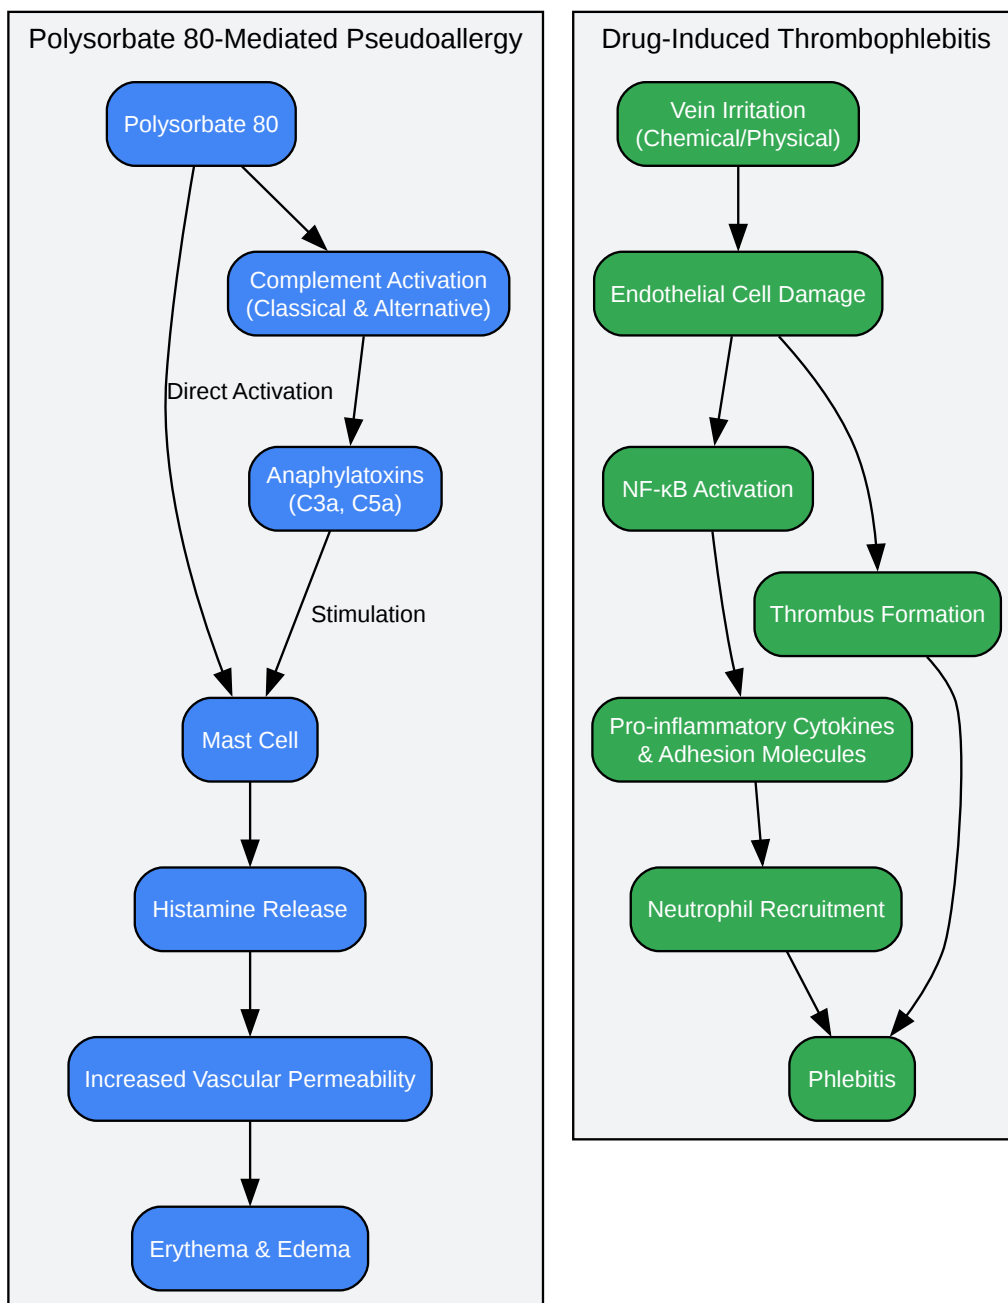 Polysorbate 80-Mediated Pseudoallergy
Polysorbate 80
Complement Activation
(Classical & Alternative)
Direct Activation
Anaphylatoxins
(C3a, C5a)
Stimulation
Mast Cell
Histamine Release
Increased Vascular Permeability
Erythema & Edema
Drug-Induced Thrombophlebitis
Vein Irritation
(Chemical/Physical)
Endothelial Cell Damage
NF-κB Activation
Thrombus Formation
Pro-inflammatory Cytokines
& Adhesion Molecules
Neutrophil Recruitment
Phlebitis